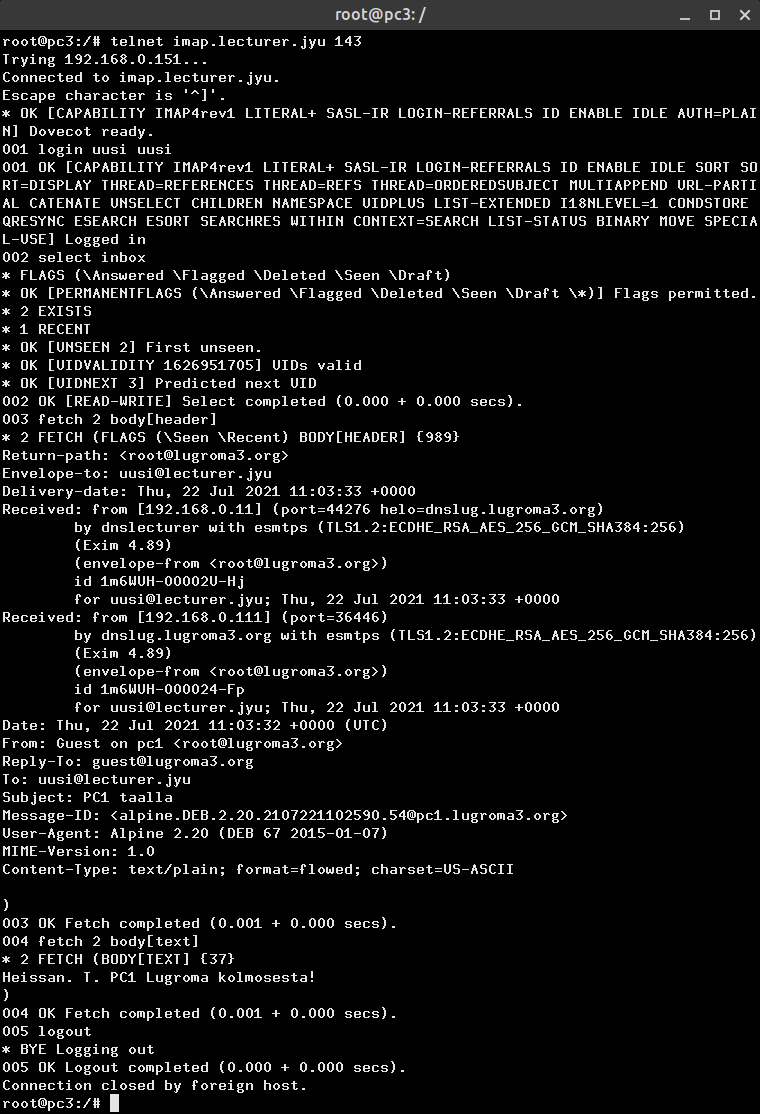 root@pc3: /
root@pc3:/# telnet imap.lecturer.jyu 143
Trying 192.168.0.151...
Connected to imap.lecturer.jyu.
Escape character is '^]'.
* OK [CAPABILITY IMAP4rev1 LITERAL+ SASL-IR LOGIN-REFERRALS ID ENABLE IDLE AUTH=PLAI
N] Dovecot ready.
001 login uusi uusi
001 OK [CAPABILITY IMAP4rev1 LITERAL+ SASL-IR LOGIN-REFERRALS ID ENABLE IDLE SORT SO
RT=DISPLAY THREAD=REFERENCES THREAD=REFS THREAD=ORDEREDSUBJECT MULTIAPPEND URL-PARTI
AL CATENATE UNSELECT CHILDREN NAMESPACE UIDPLUS LIST-EXTENDED I18NLEVEL=1 CONDSTORE
QRESYNC ESEARCH ESORT SEARCHRES WITHIN CONTEXT=SEARCH LIST-STATUS BINARY MOVE SPECIA
L-USE] Logged in
002 select inbox
* FLAGS (\Answered \Flagged \Deleted \Seen \Draft)
* OK [PERMANENTFLAGS (\Answered \Flagged \Deleted \Seen \Draft \*)] Flags permitted.
* 2 EXISTS
* 1 RECENT
* OK [UNSEEN 2] First unseen.
* OK [UIDVALIDITY 1626951705] UIDs valid
* OK [UIDNEXT 3] Predicted next UID
002 OK [READ-WRITE] Select completed (0.000 + 0.000 secs).
003 fetch 2 body[header]
* 2 FETCH (FLAGS (\Seen \Recent) BODY[HEADER] {989}
Return-path: <root@lugroma3.org>
Envelope-to: uusi@lecturer.jyu
Delivery-date: Thu, 22 Jul 2021 11:03:33 +0000
Received: from [192.168.0.11] (port=44276 helo=dnslug.lugroma3.org)
        by dnslecturer with esmtps (TLS1.2:ECDHE_RSA_AES_256_GCM_SHA384:256)
        (Exim 4.89)
        (envelope-from <root@lugroma3.org>)
        id 1m6WUH-00002U-Hj
        for uusi@lecturer.jyu; Thu, 22 Jul 2021 11:03:33 +0000
Received: from [192.168.0.111] (port=36446)
        by dnslug.lugroma3.org with esmtps (TLS1.2:ECDHE_RSA_AES_256_GCM_SHA384:256)
        (Exim 4.89)
        (envelope-from <root@lugroma3.org>)
        id 1m6WUH-000024-Fp
        for uusi@lecturer.jyu; Thu, 22 Jul 2021 11:03:33 +0000
Date: Thu, 22 Jul 2021 11:03:32 +0000 (UTC)
From: Guest on pc1 <root@lugroma3.org>
Reply-To: guest@lugroma3.org
To: uusi@lecturer.jyu
Subject: PC1 taalla
Message-ID: <alpine.DEB.2.20.2107221102590.54@pc1.lugroma3.org>
User-Agent: Alpine 2.20 (DEB 67 2015-01-07)
MIME-Version: 1.0
Content-Type: text/plain; format=flowed; charset=US-ASCII

)
003 OK Fetch completed (0.001 + 0.000 secs).
004 fetch 2 body[text]
* 2 FETCH (BODY[TEXT] {37}
Heissan. T. PC1 Lugroma kolmosesta!
)
004 OK Fetch completed (0.001 + 0.000 secs).
005 logout
* BYE Logging out
005 OK Logout completed (0.000 + 0.000 secs).
Connection closed by foreign host.
root@pc3:/#